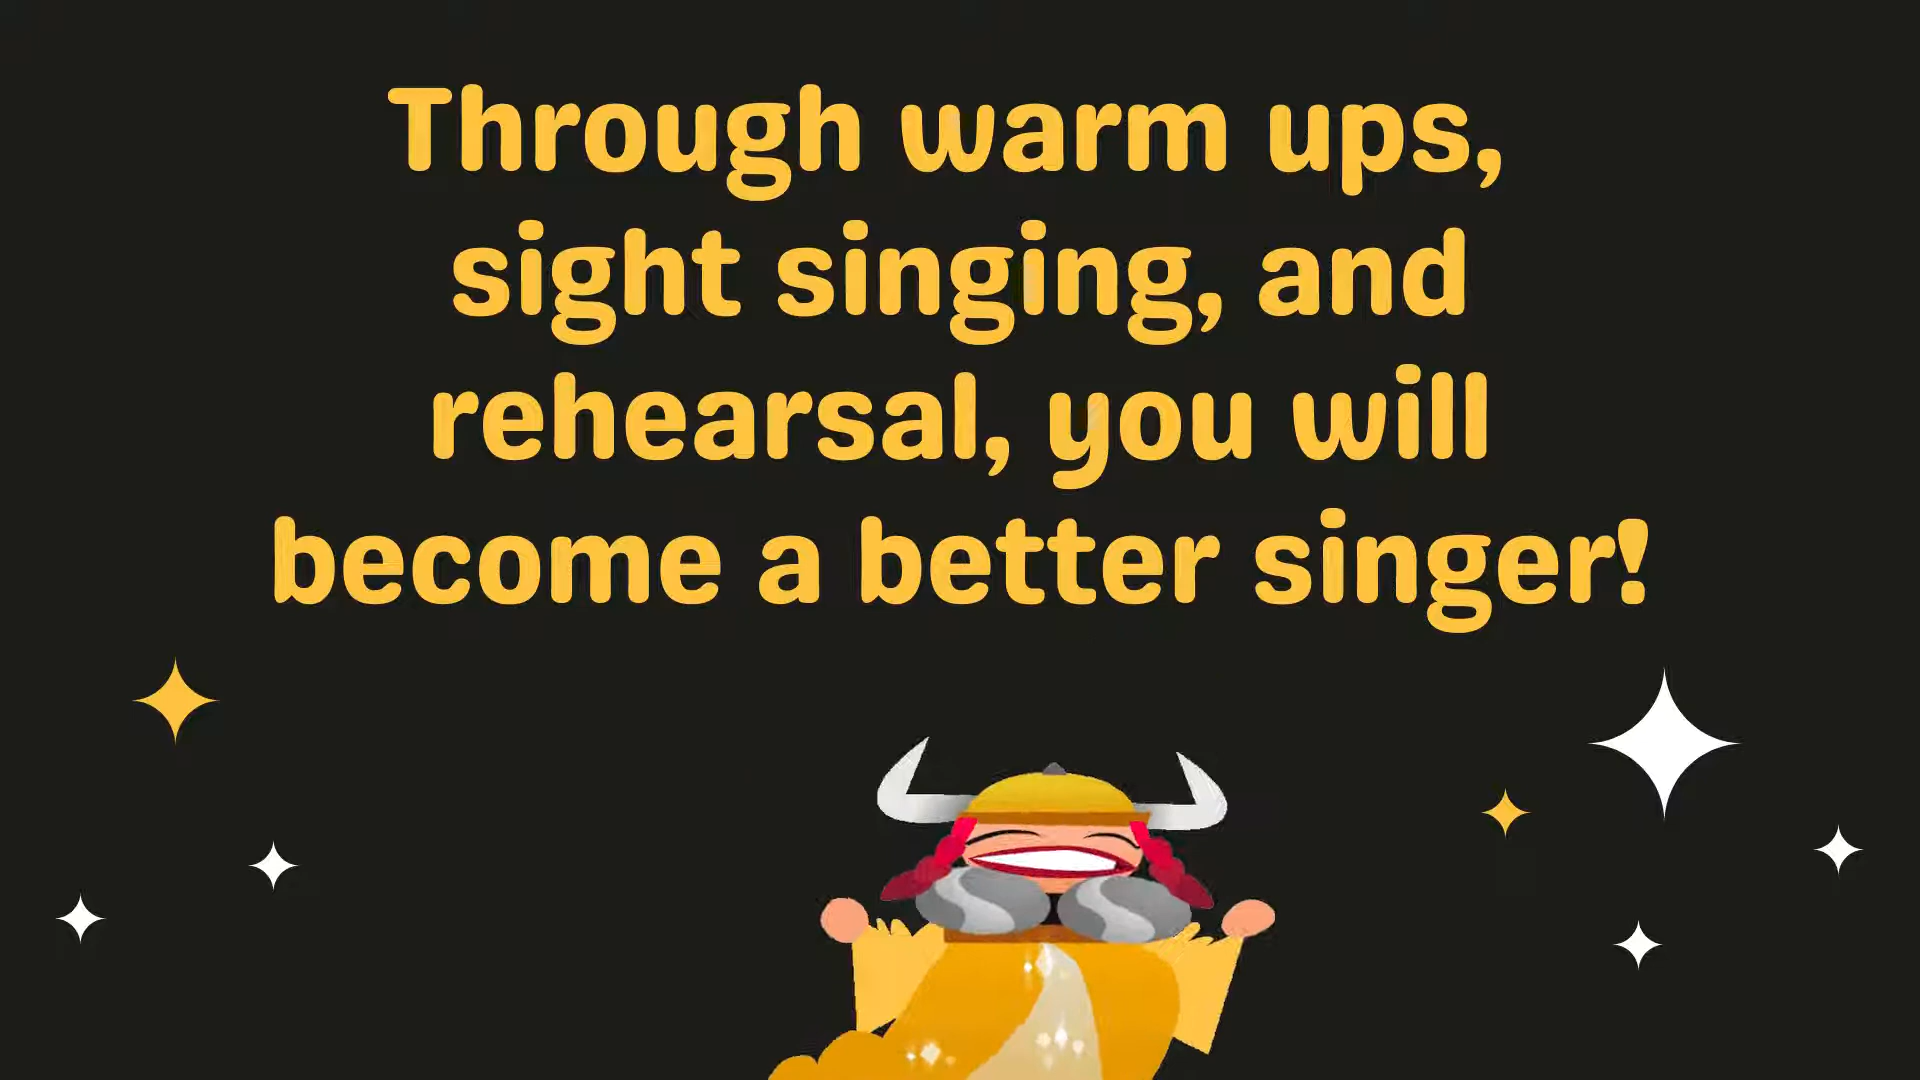 Through warm ups,
sight singing, and
rehearsal, you will
become a better singer!